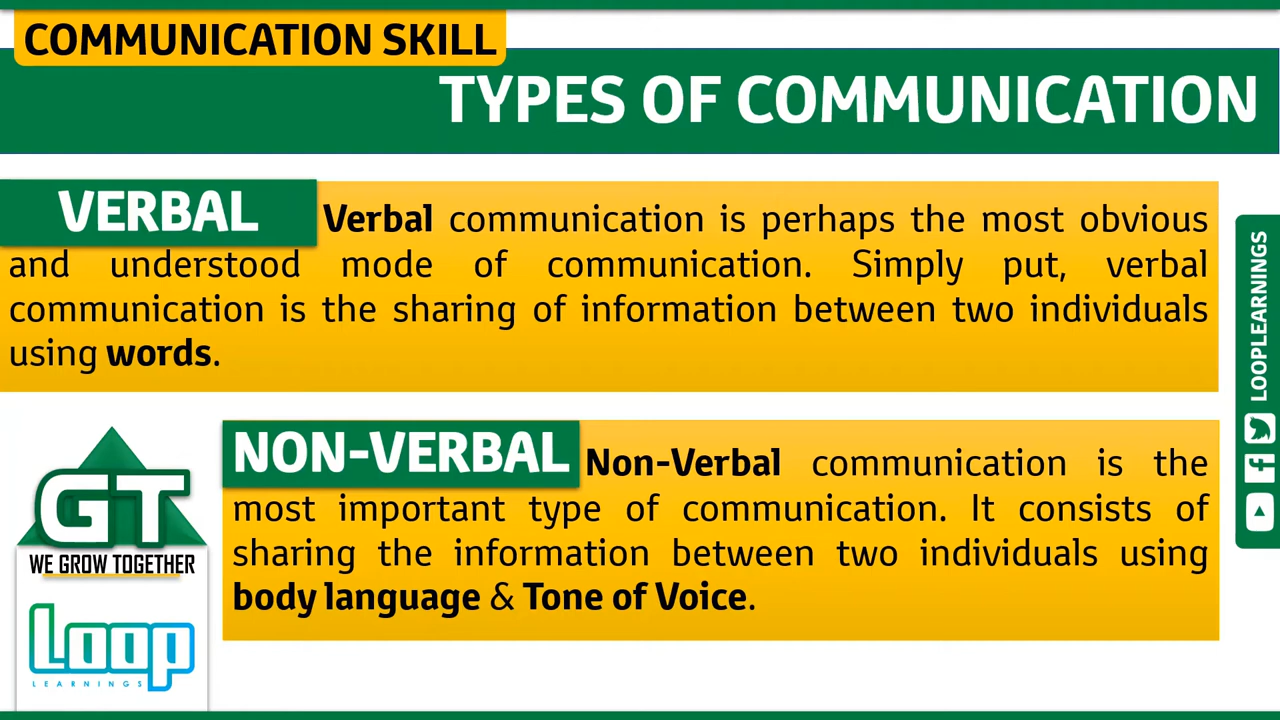 COMMUNICATION SKILL
TYPES OF COMMUNICATION
VERBAL
Verbal communication is perhaps the most obvious
and understood mode of communication. Simply put, verbal
communication is the sharing of information between two individuals
using words.
LOOPLEARNINGS
NON-VERBAL
Non-Verbal communication is the
most important type of communication. It consists of
sharing the information between two individuals using
body language & Tone of Voice.
GT
WE GROW TOGETHER
Loop
LEARNINGS